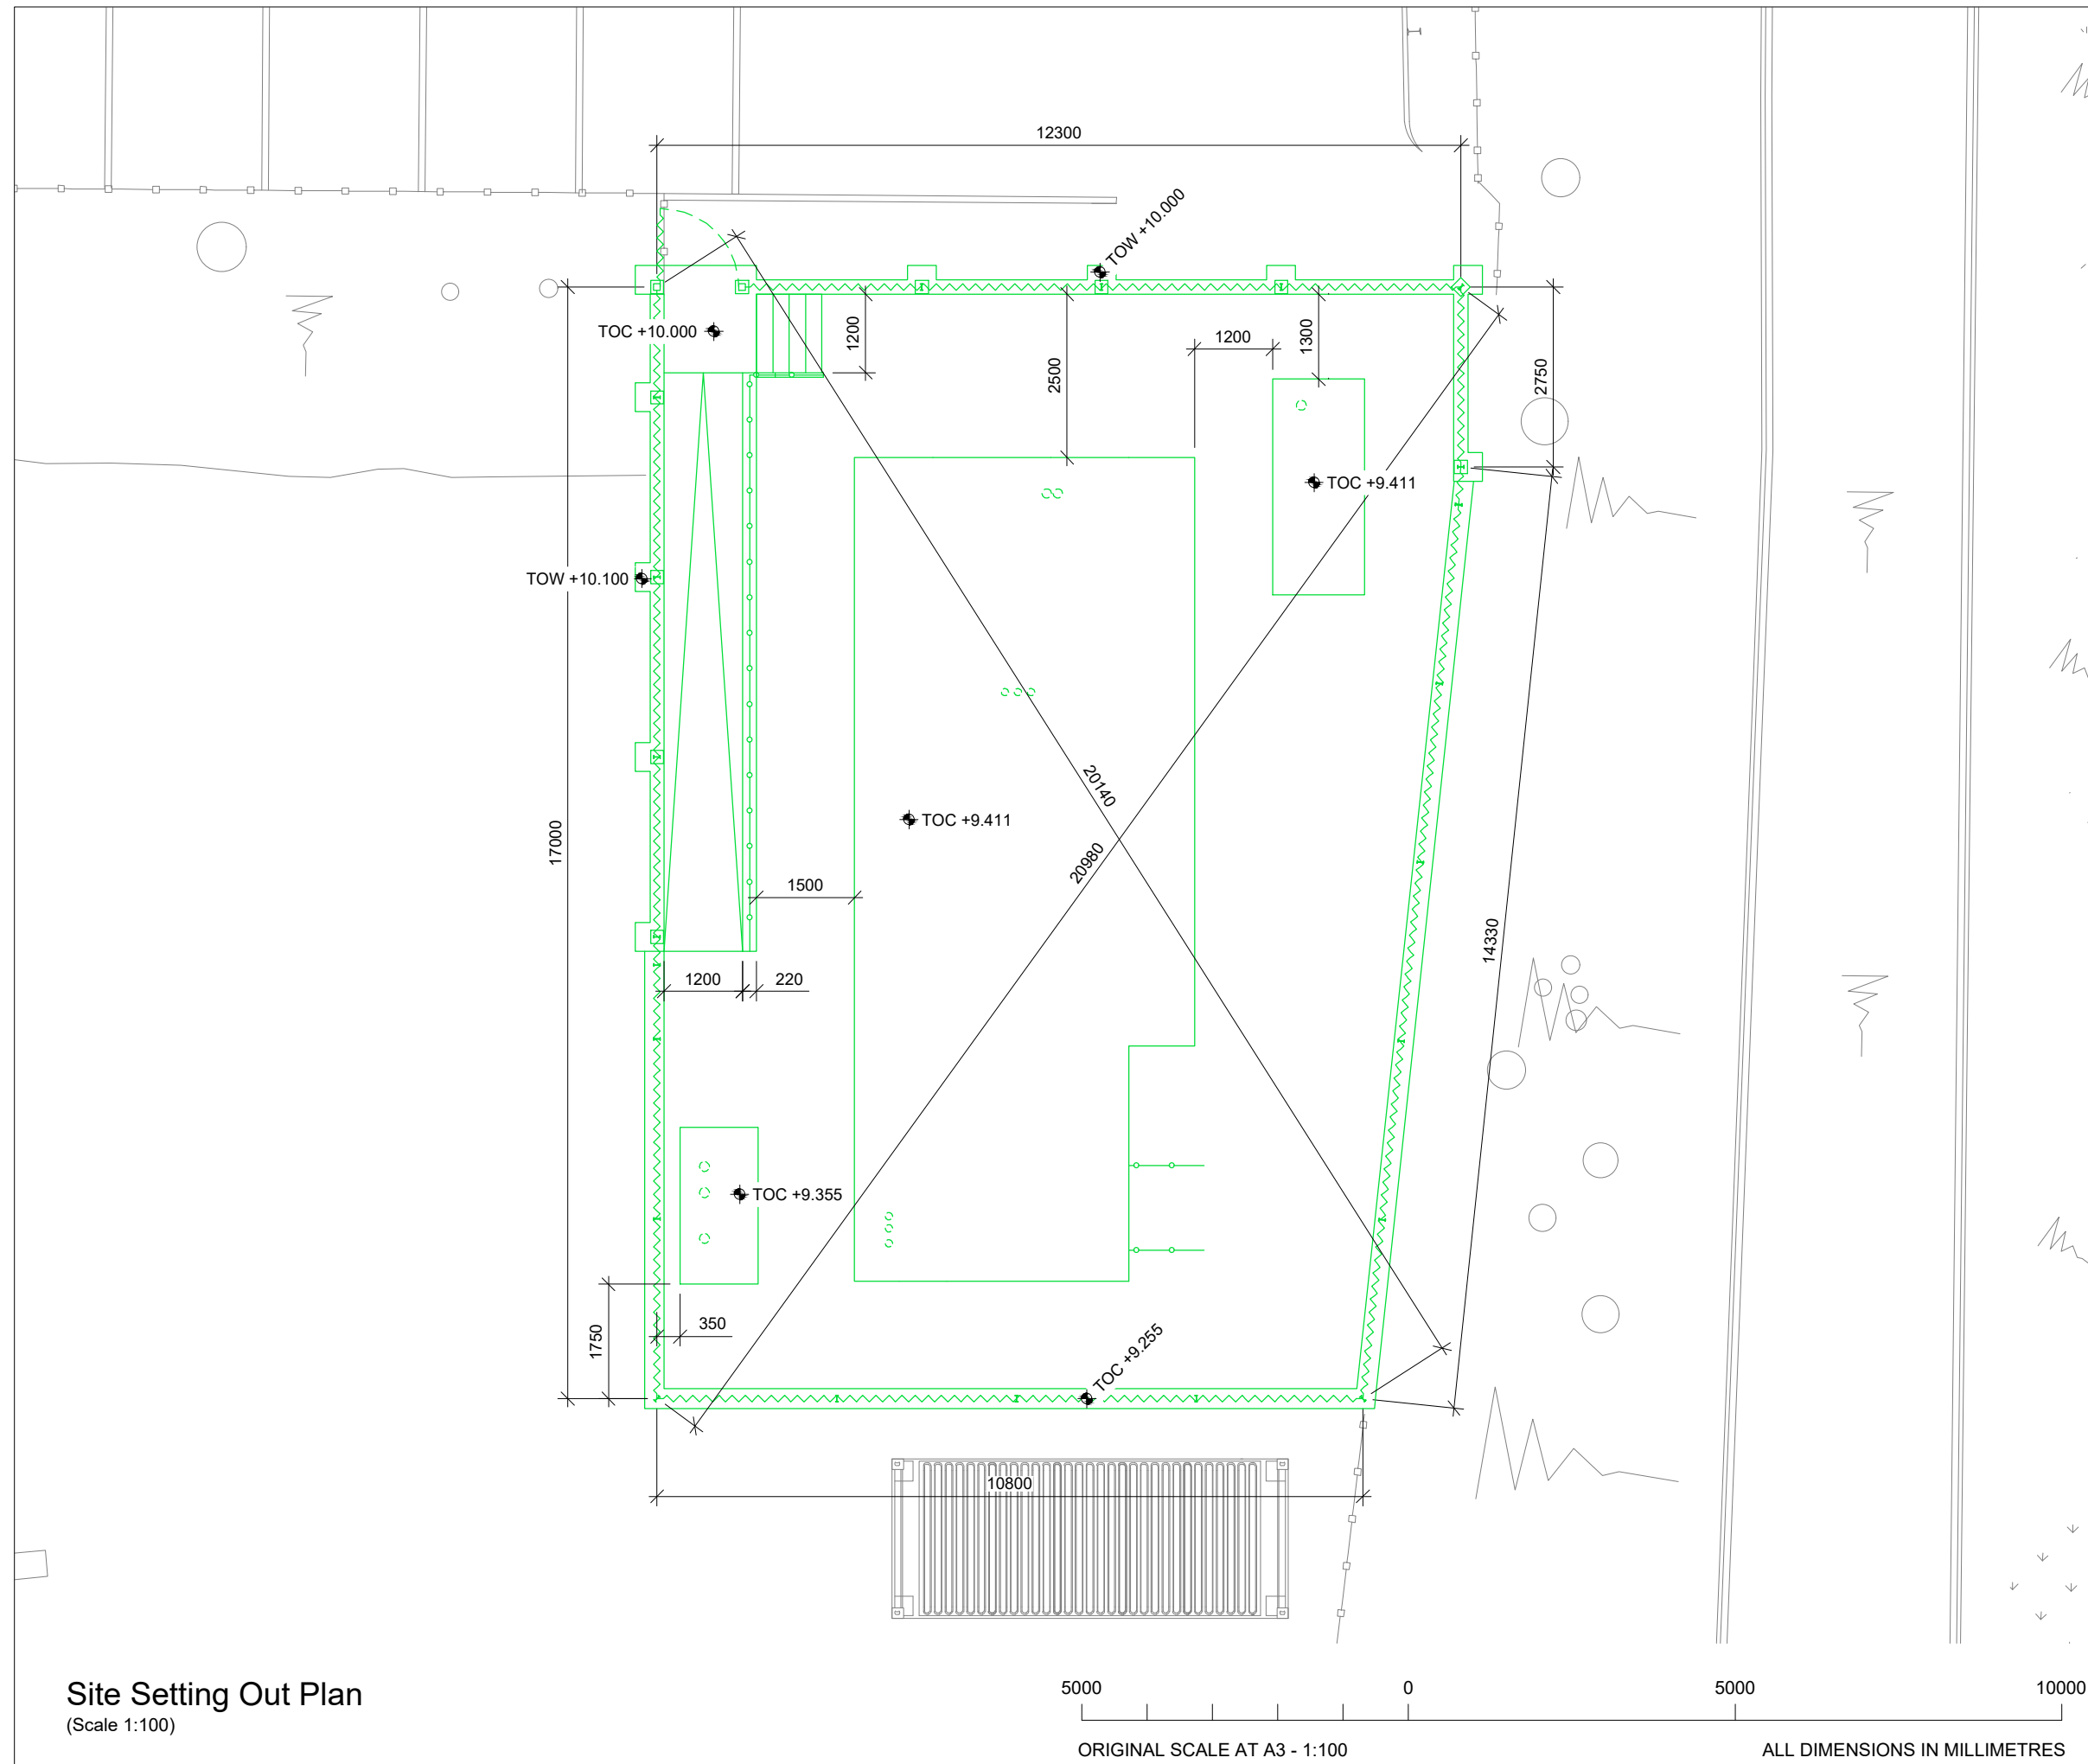 12300
TOW +10.000
TOC +10.000
1200
2500
1200
1300
2750
TOC +9.411
TOW +10.100
20140
20980
17000
TOC +9.411
1500
14330
1200
220
TOC +9.355
1750
350
TOC +9.255
10800
Site Setting Out Plan
(Scale 1:100)
5000 0 5000 10000
ORIGINAL SCALE AT A3 - 1:100
ALL DIMENSIONS IN MILLIMETRES